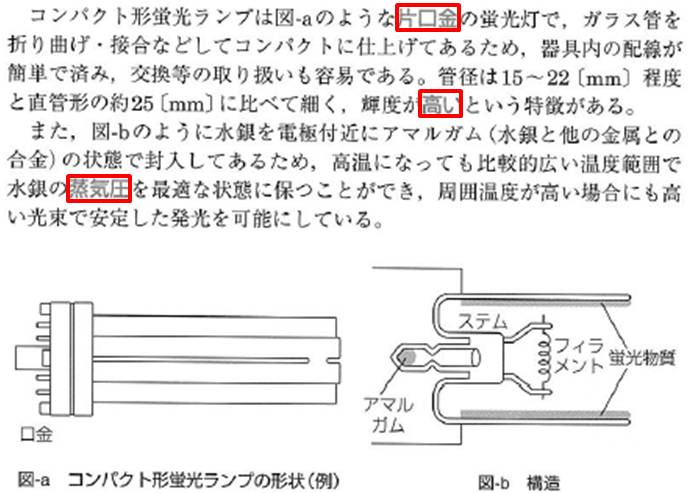 コンパクト形蛍光ランプは図-aのような片口金の蛍光灯で，ガラス管を
折り曲げ・接合などしてコンパクトに仕上げてあるため，器具内の配線が
簡単で済み，交換等の取り扱いも容易である。管径は15～22〔mm〕程度
と直管形の約25〔mm〕に比べて細く，輝度が高いという特徴がある。
また，図-bのように水銀を電極付近にアマルガム（水銀と他の金属との
合金）の状態で封入してあるため，高温になっても比較的広い温度範囲で
水銀の蒸気圧を最適な状態に保つことができ，周囲温度が高い場合にも高
い光束で安定した発光を可能にしている。
口金
図-a コンパクト形蛍光ランプの形状（例）
ステム
フィラ
メント
蛍光物質
アマル
ガム
図-b 構造